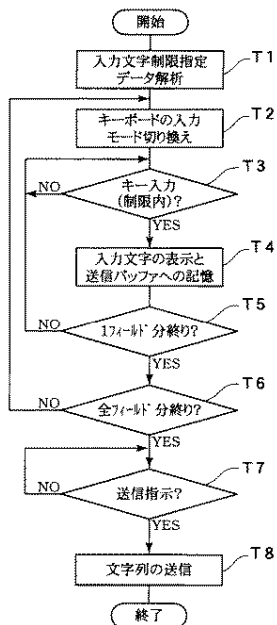 開始
入力文字制限指定
データ解析
T1
キーボードの入力
モード切り換え
T2
キー入力
(制限内)?
T3
NO
YES
入力文字の表示と
送信バッファへの記憶
T4
1フィールド分終り?
T5
NO
YES
全フィールド分終り?
T6
NO
YES
送信指示?
T7
NO
YES
文字列の送信
T8
終了